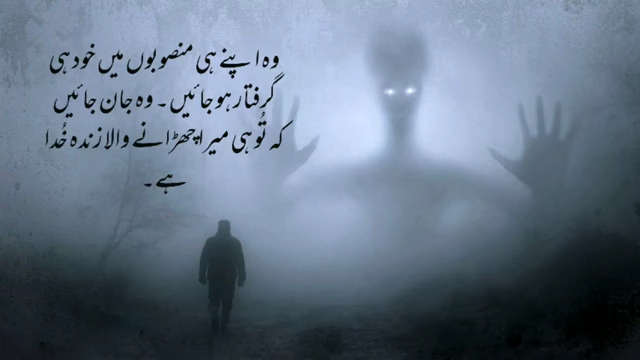 وہ اپنے ہی منصوبوں میں خود ہی
گرفتار ہو جائیں۔ وہ جان جائیں
کہ تُو ہی میرا چھڑانے والا زندہ خُدا
ہے۔